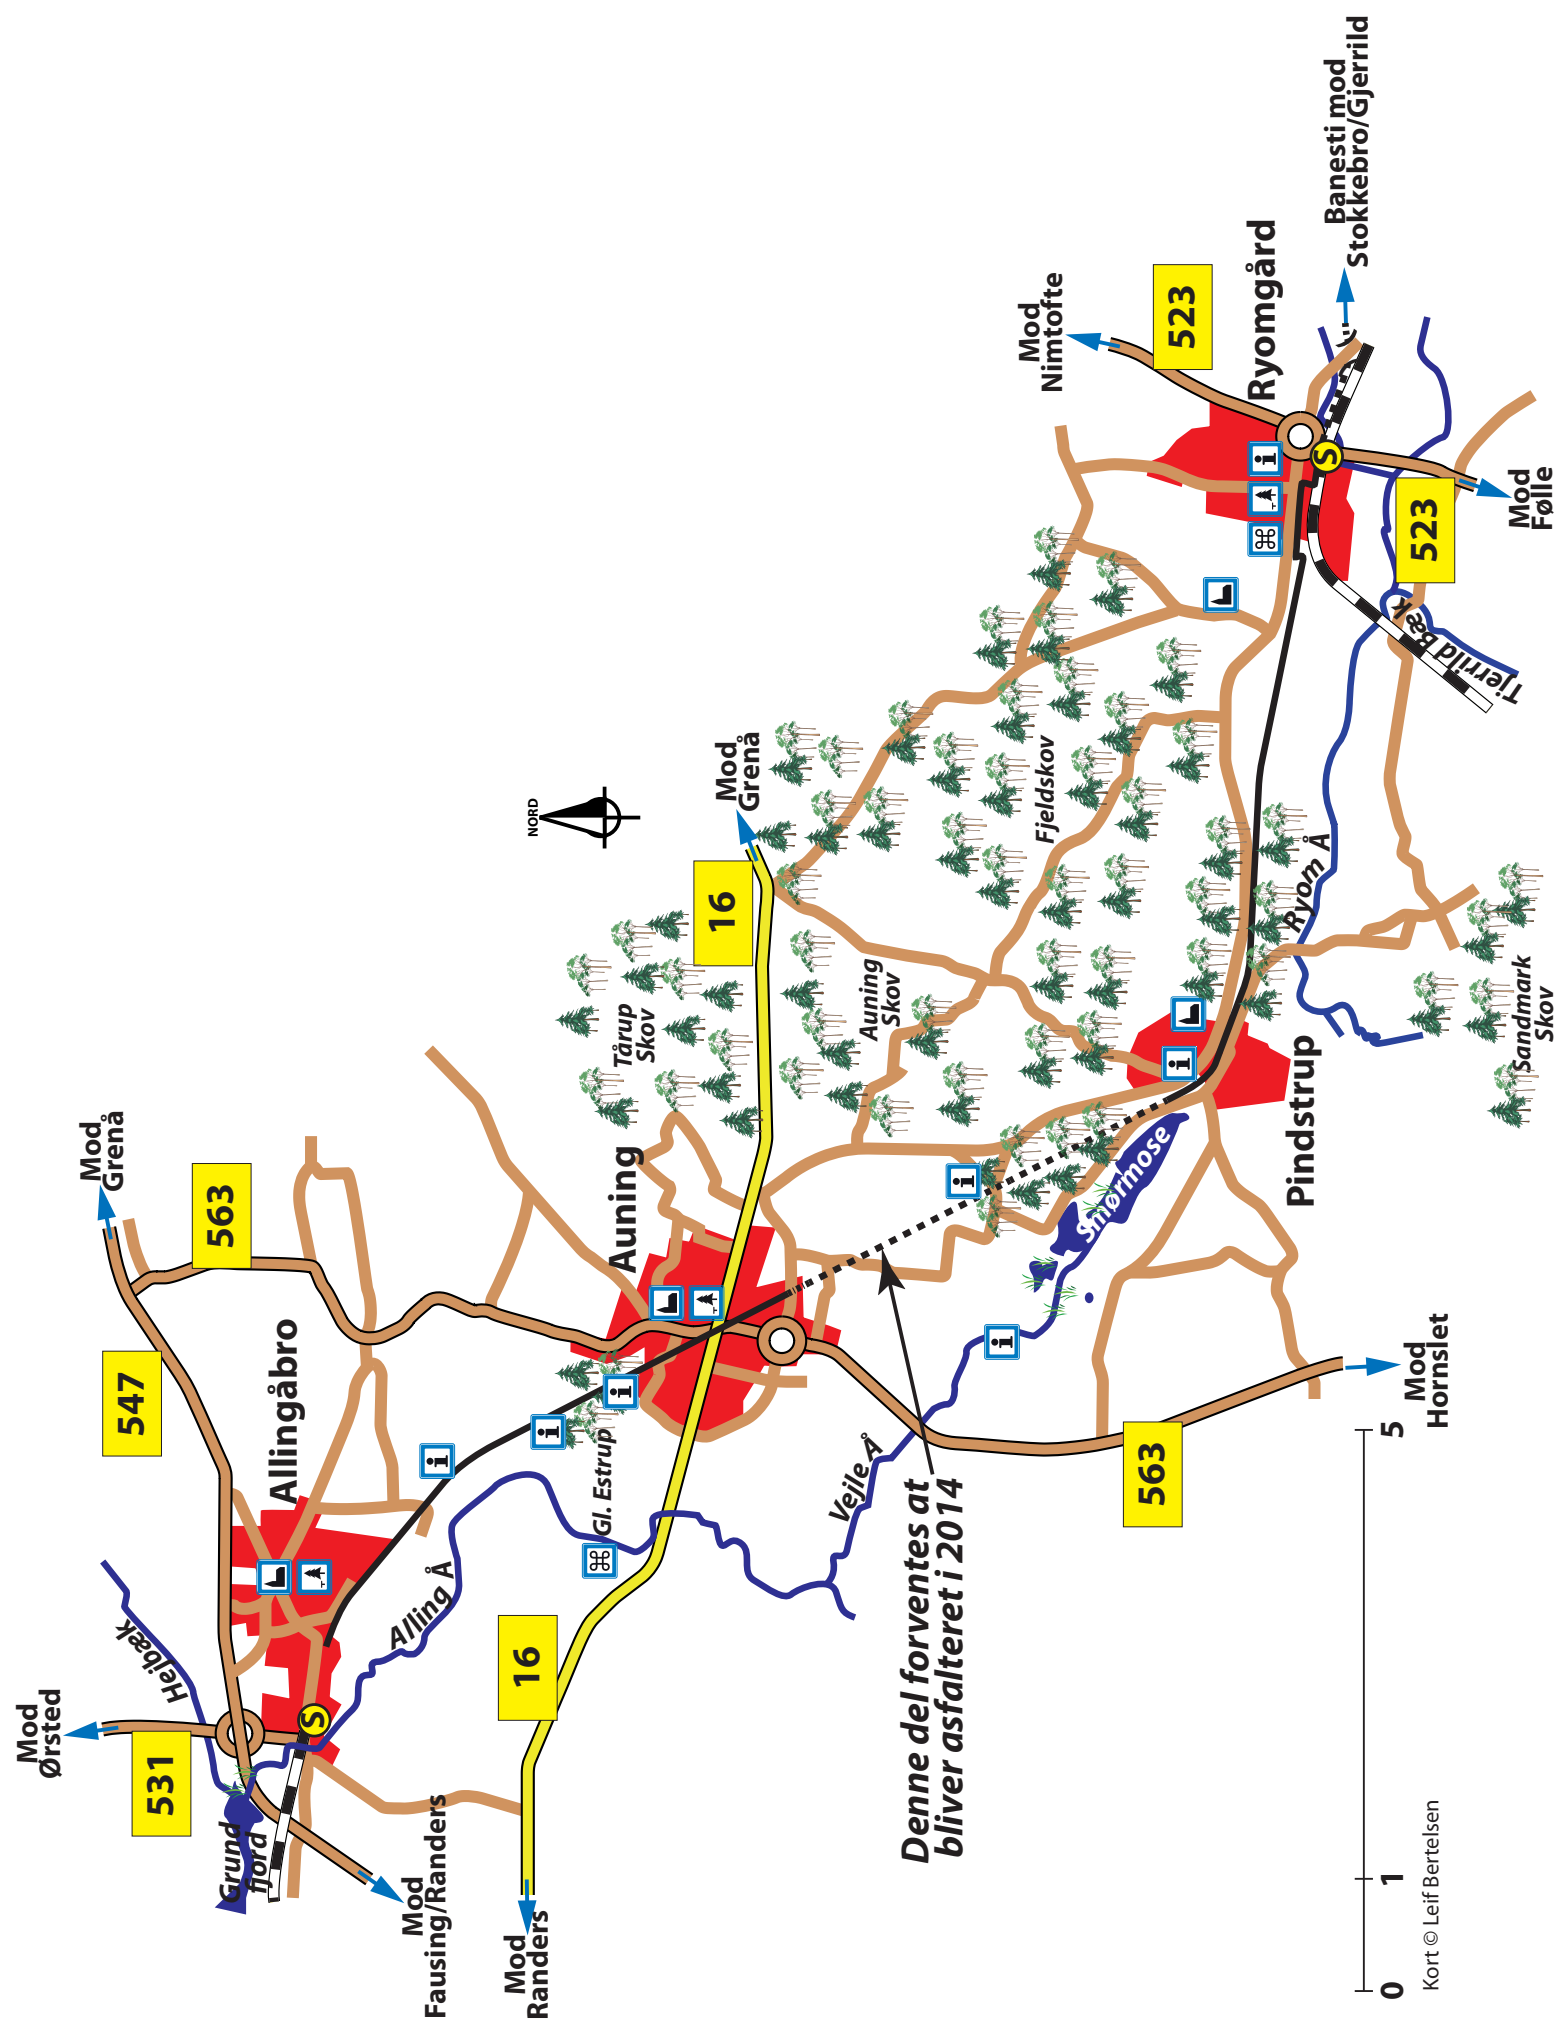 Mod
Ørsted
531
Hejbæk
Grund
fjord
Mod
Fausing/Randers
Mod
Randers
16
S
Alling Å
Allingåbro
547
Mod
Grenå
563
Gl. Estrup
Auning
Tårup
Skov
NORD
16
Mod
Grenå
Auning
Skov
Fjeldskov
Vejle Å
Denne del forventes at
bliver asfalteret i 2014
Smørmose
563
Mod
Hornslet
Pindstrup
Ryom Å
Sandmark
Skov
Mod
Nimtofte
523
Ryomgård
S
Banesti mod
Stokkebro/Gjerrild
523
Mod
Følle
Tjerrild Bæk
0
1
5
Kort © Leif Bertelsen